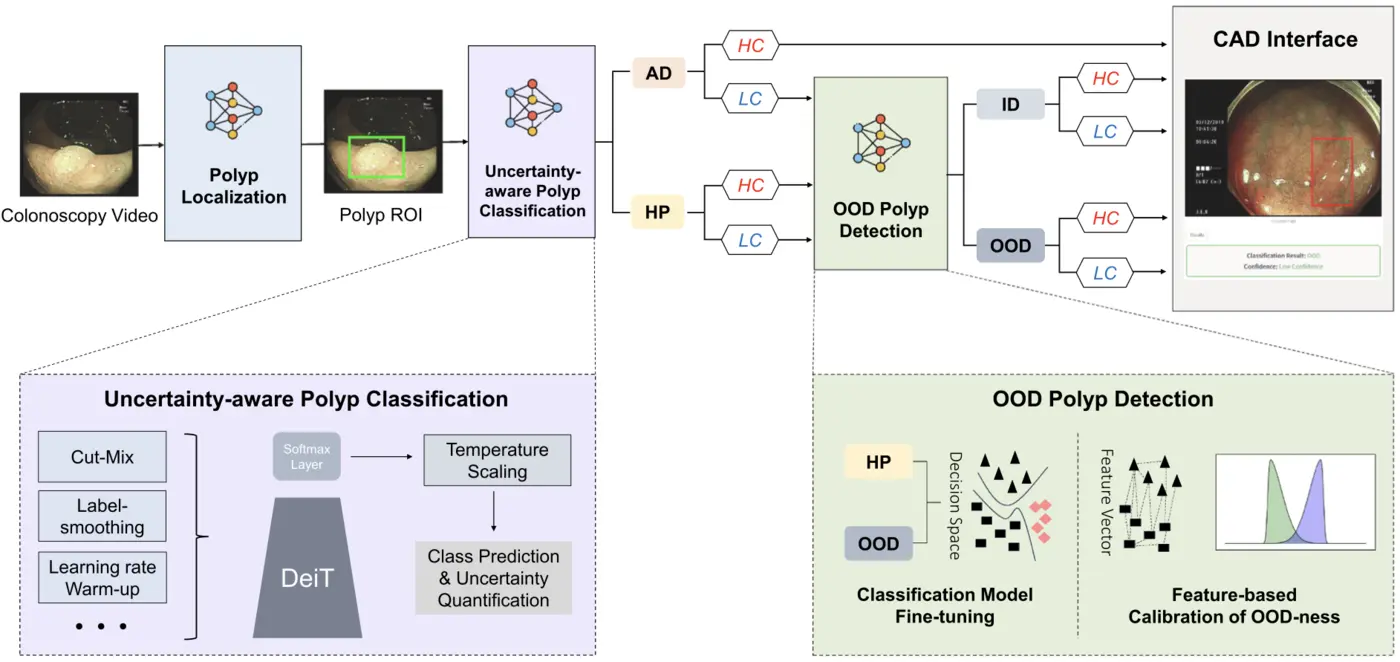 Colonoscopy Video
Polyp
Localization
Polyp ROI
Uncertainty-
aware Polyp
Classification
AD
HC
LC
HP
HC
LC
OOD Polyp
Detection
ID
HC
LC
OOD
HC
LC
CAD Interface
Classification Result: OOD
Confidence: Low Confidence
Uncertainty-aware Polyp Classification
Cut-Mix
Label-
smoothing
Learning rate
Warm-up
• • •
Softmax
Layer
DeiT
Temperature
Scaling
Class Prediction
& Uncertainty
Quantification
OOD Polyp Detection
HP
OOD
Decision Space
Classification Model
Fine-tuning
Feature Vector
Feature-based
Calibration of OOD-ness